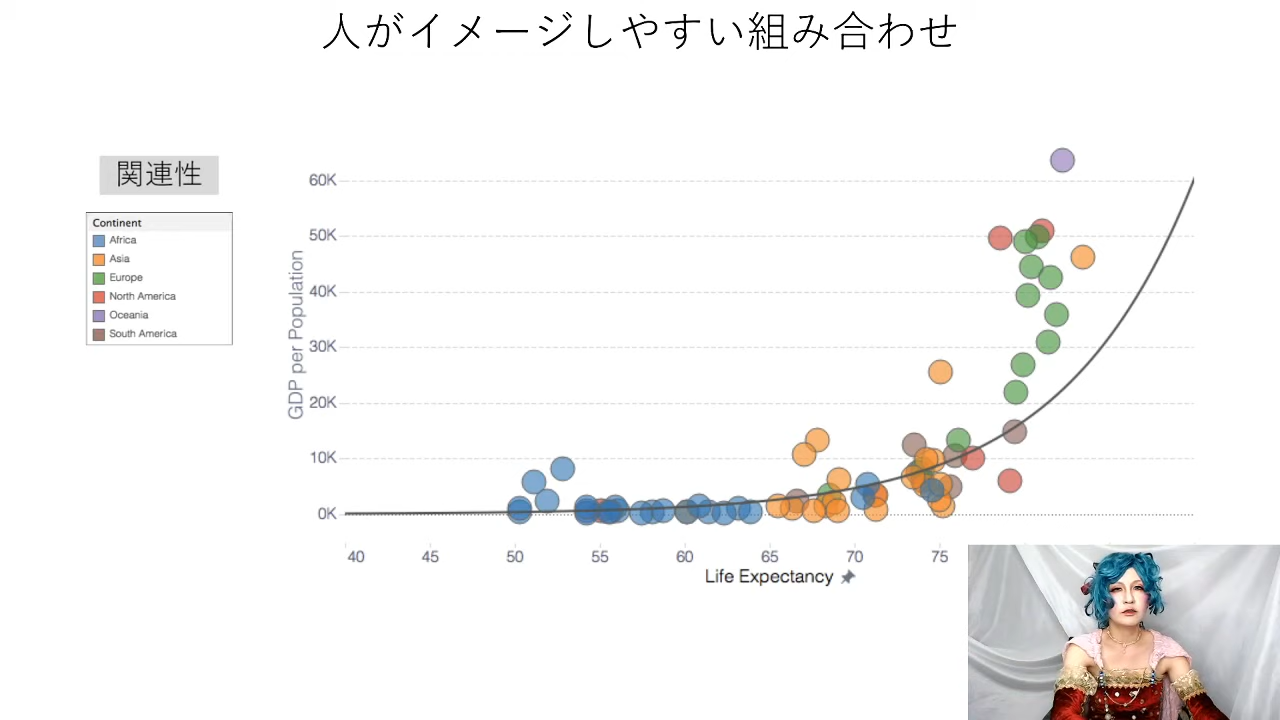 人がイメージしやすい組み合わせ
関連性
Continent
Africa
Asia
Europe
North America
Oceania
South America
GDP per Population
60K
50K
40K
30K
20K
10K
0K
40 45 50 55 60 65 70 75
Life Expectancy